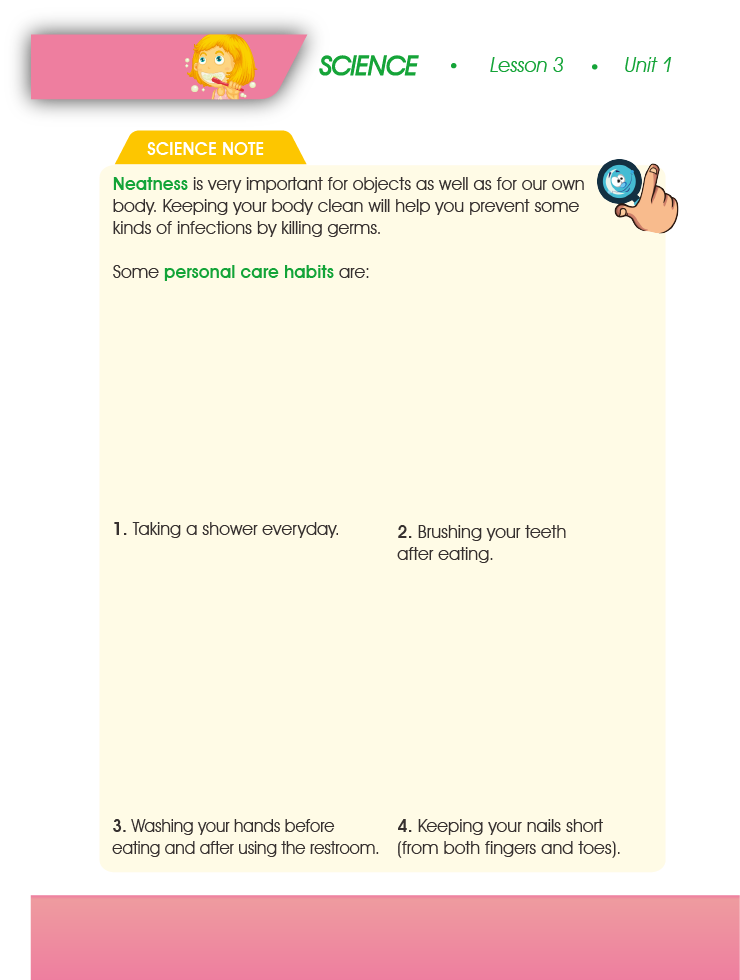 SCIENCE • Lesson 3 • Unit 1
SCIENCE NOTE
Neatness is very important for objects as well as for our own
body. Keeping your body clean will help you prevent some
kinds of infections by killing germs.
Some personal care habits are:
1. Taking a shower everyday.
2. Brushing your teeth
after eating.
3. Washing your hands before
eating and after using the restroom.
4. Keeping your nails short
(from both fingers and toes).